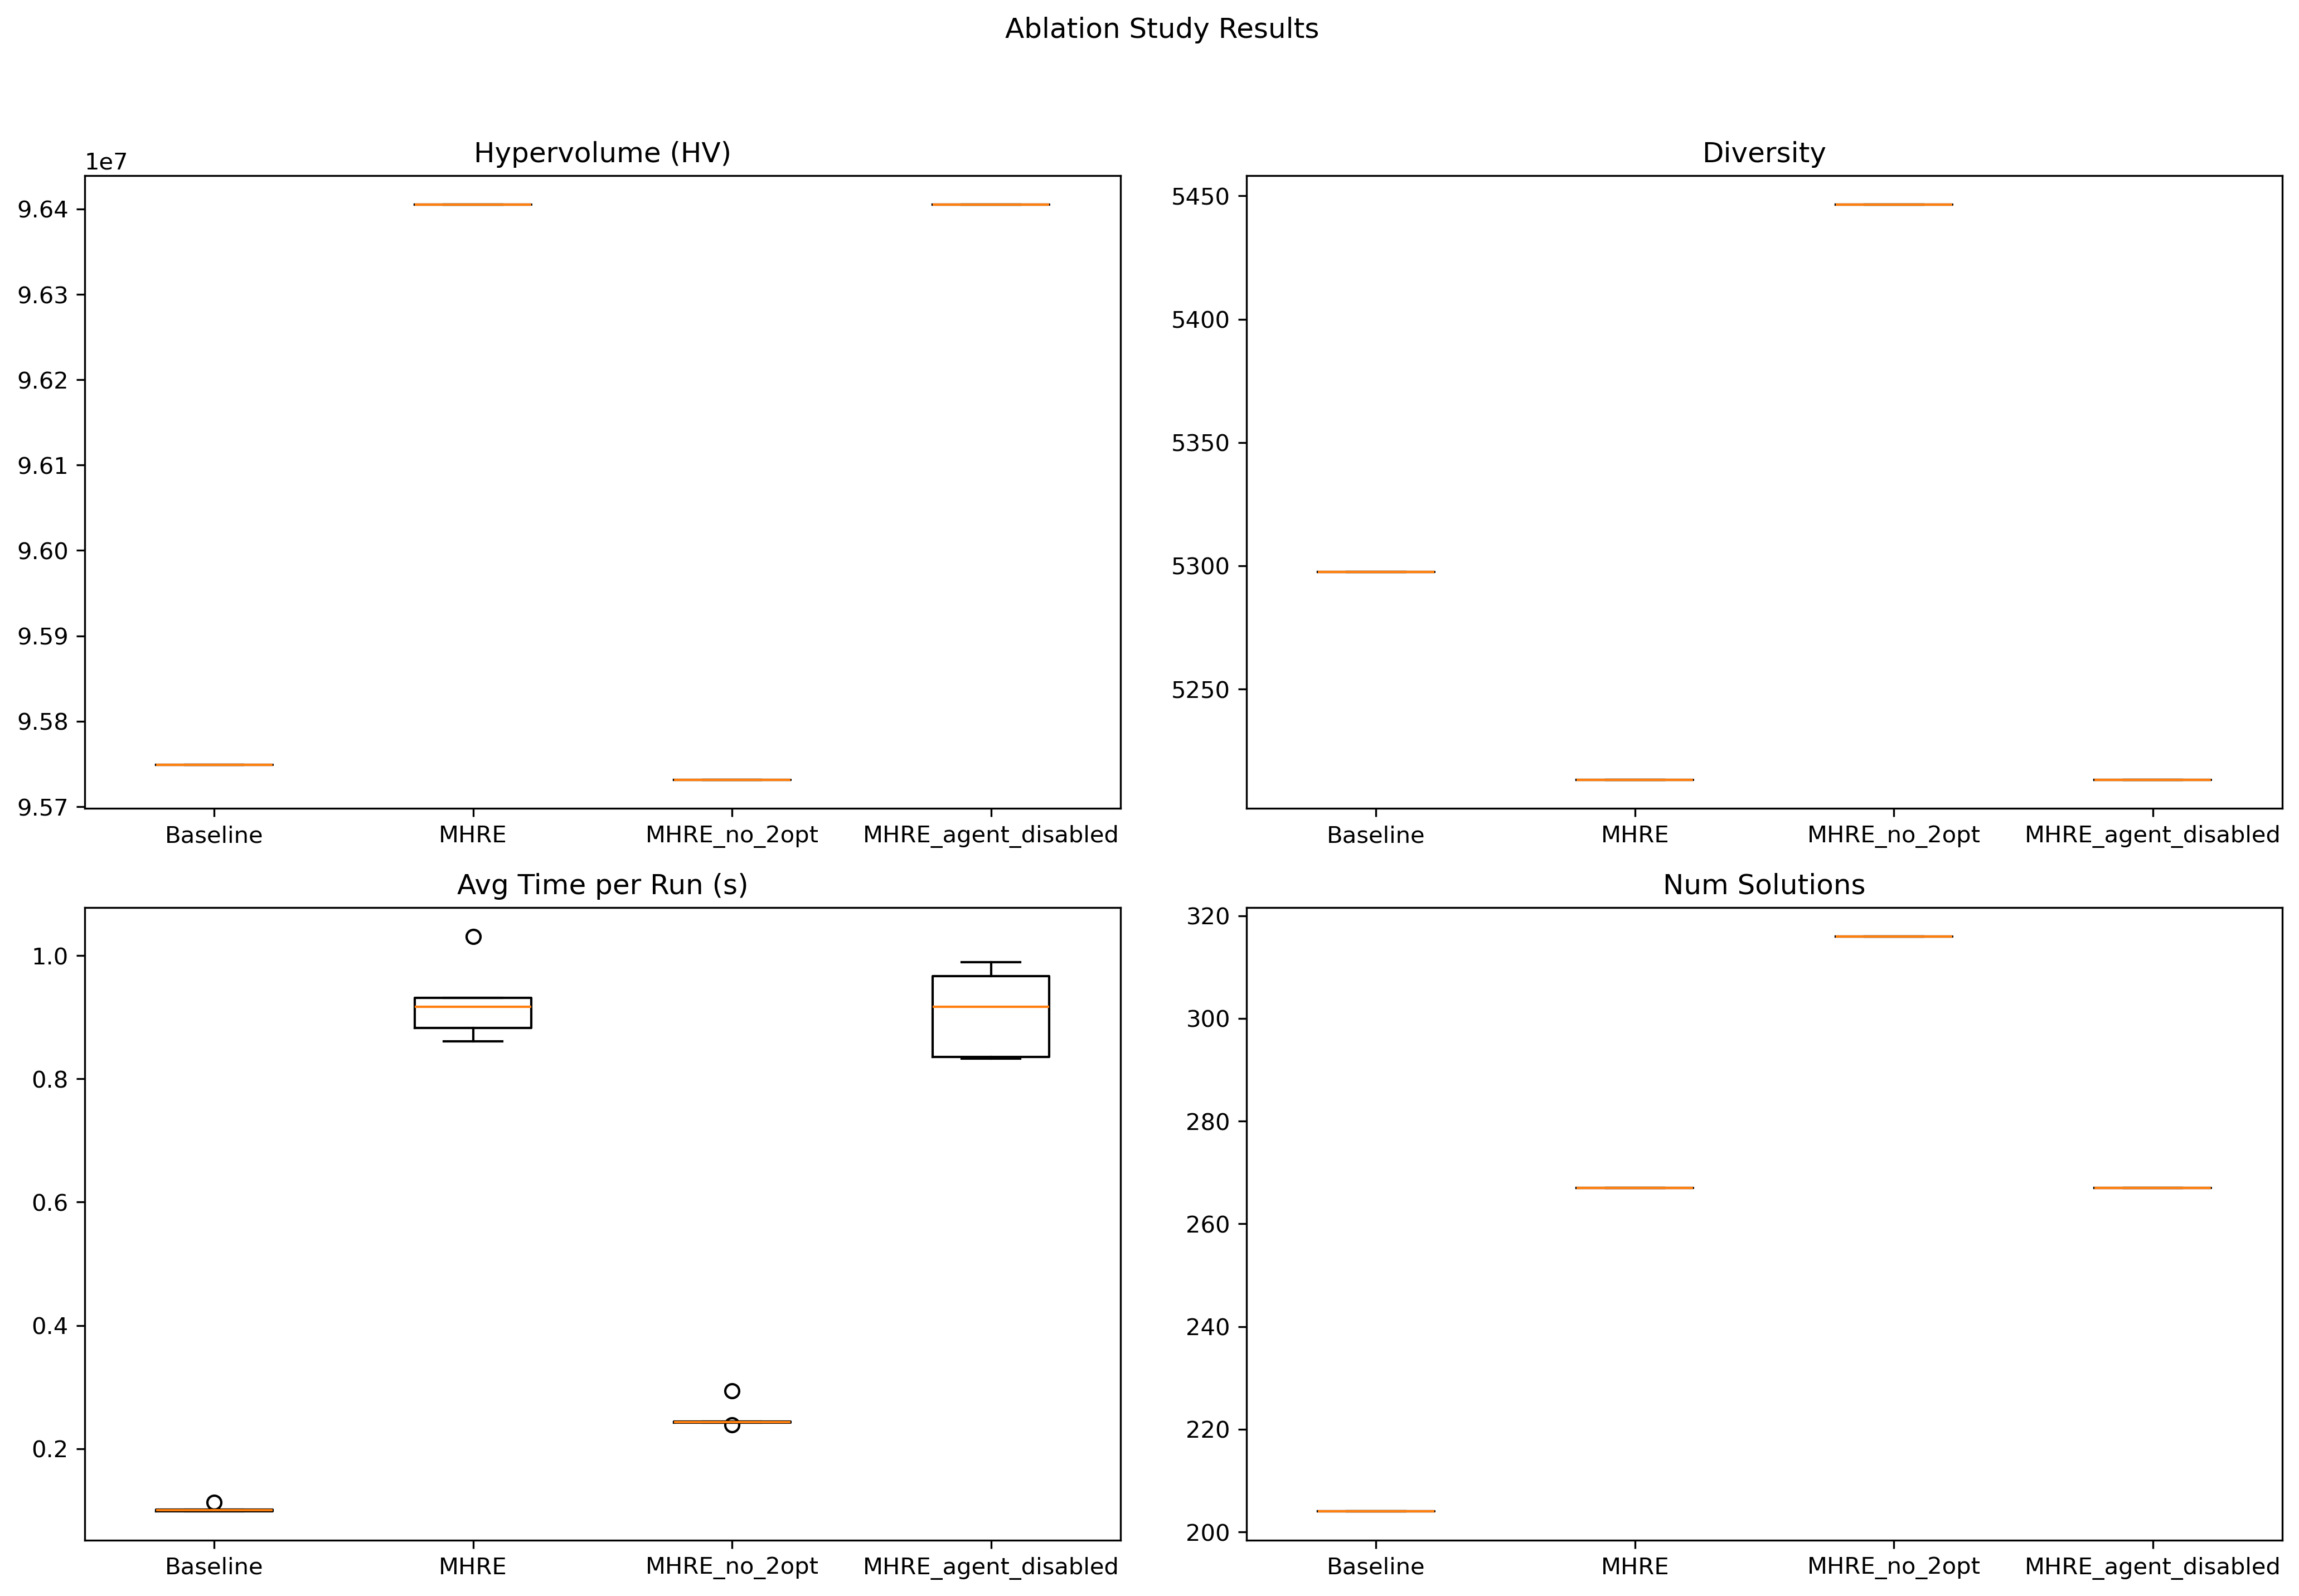 Ablation Study Results
Hypervolume (HV)
1e7
9.64
9.63
9.62
9.61
9.60
9.59
9.58
9.57
Baseline MHRE MHRE_no_2opt MHRE_agent_disabled
Diversity
5450
5400
5350
5300
5250
Baseline MHRE MHRE_no_2opt MHRE_agent_disabled
Avg Time per Run (s)
1.0
0.8
0.6
0.4
0.2
Baseline MHRE MHRE_no_2opt MHRE_agent_disabled
Num Solutions
320
300
280
260
240
220
200
Baseline MHRE MHRE_no_2opt MHRE_agent_disabled